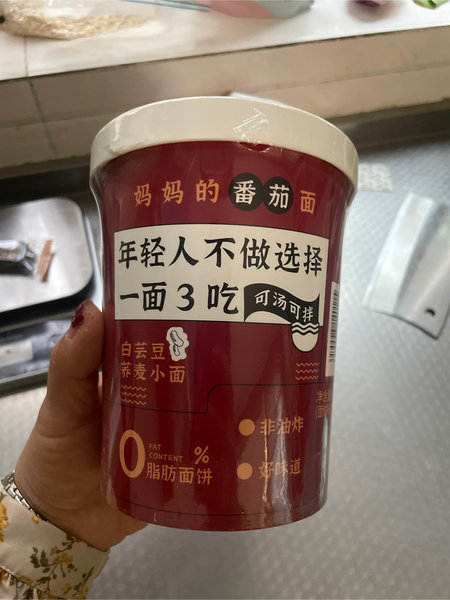 妈妈的番茄面
年轻人不做选择
一面3吃
可汤可拌
白芸豆
荞麦小面
0
FAT
CONTENT %
脂肪面饼
非油炸
好味道